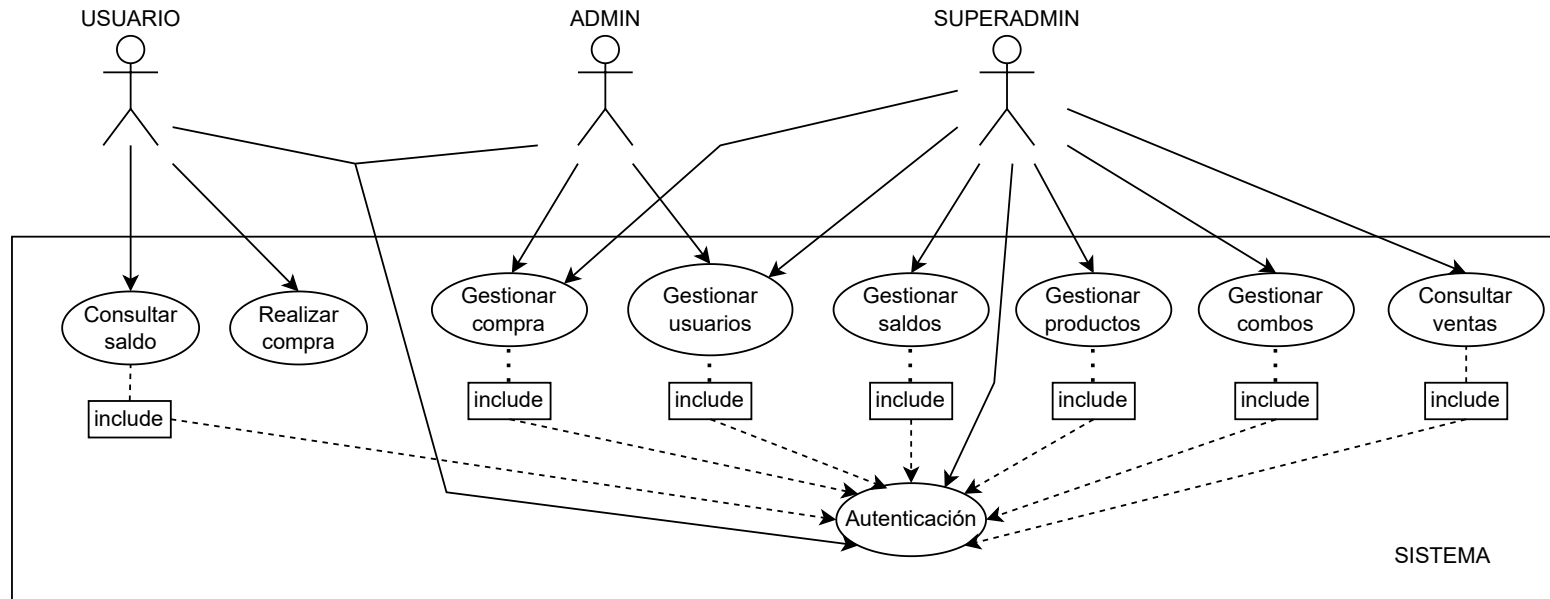 USUARIO
ADMIN
SUPERADMIN
Consultar
saldo
Realizar
compra
Gestionar
compra
Gestionar
usuarios
Gestionar
saldos
Gestionar
productos
Gestionar
combos
Consultar
ventas
include
include
include
include
include
include
include
Autenticación
SISTEMA